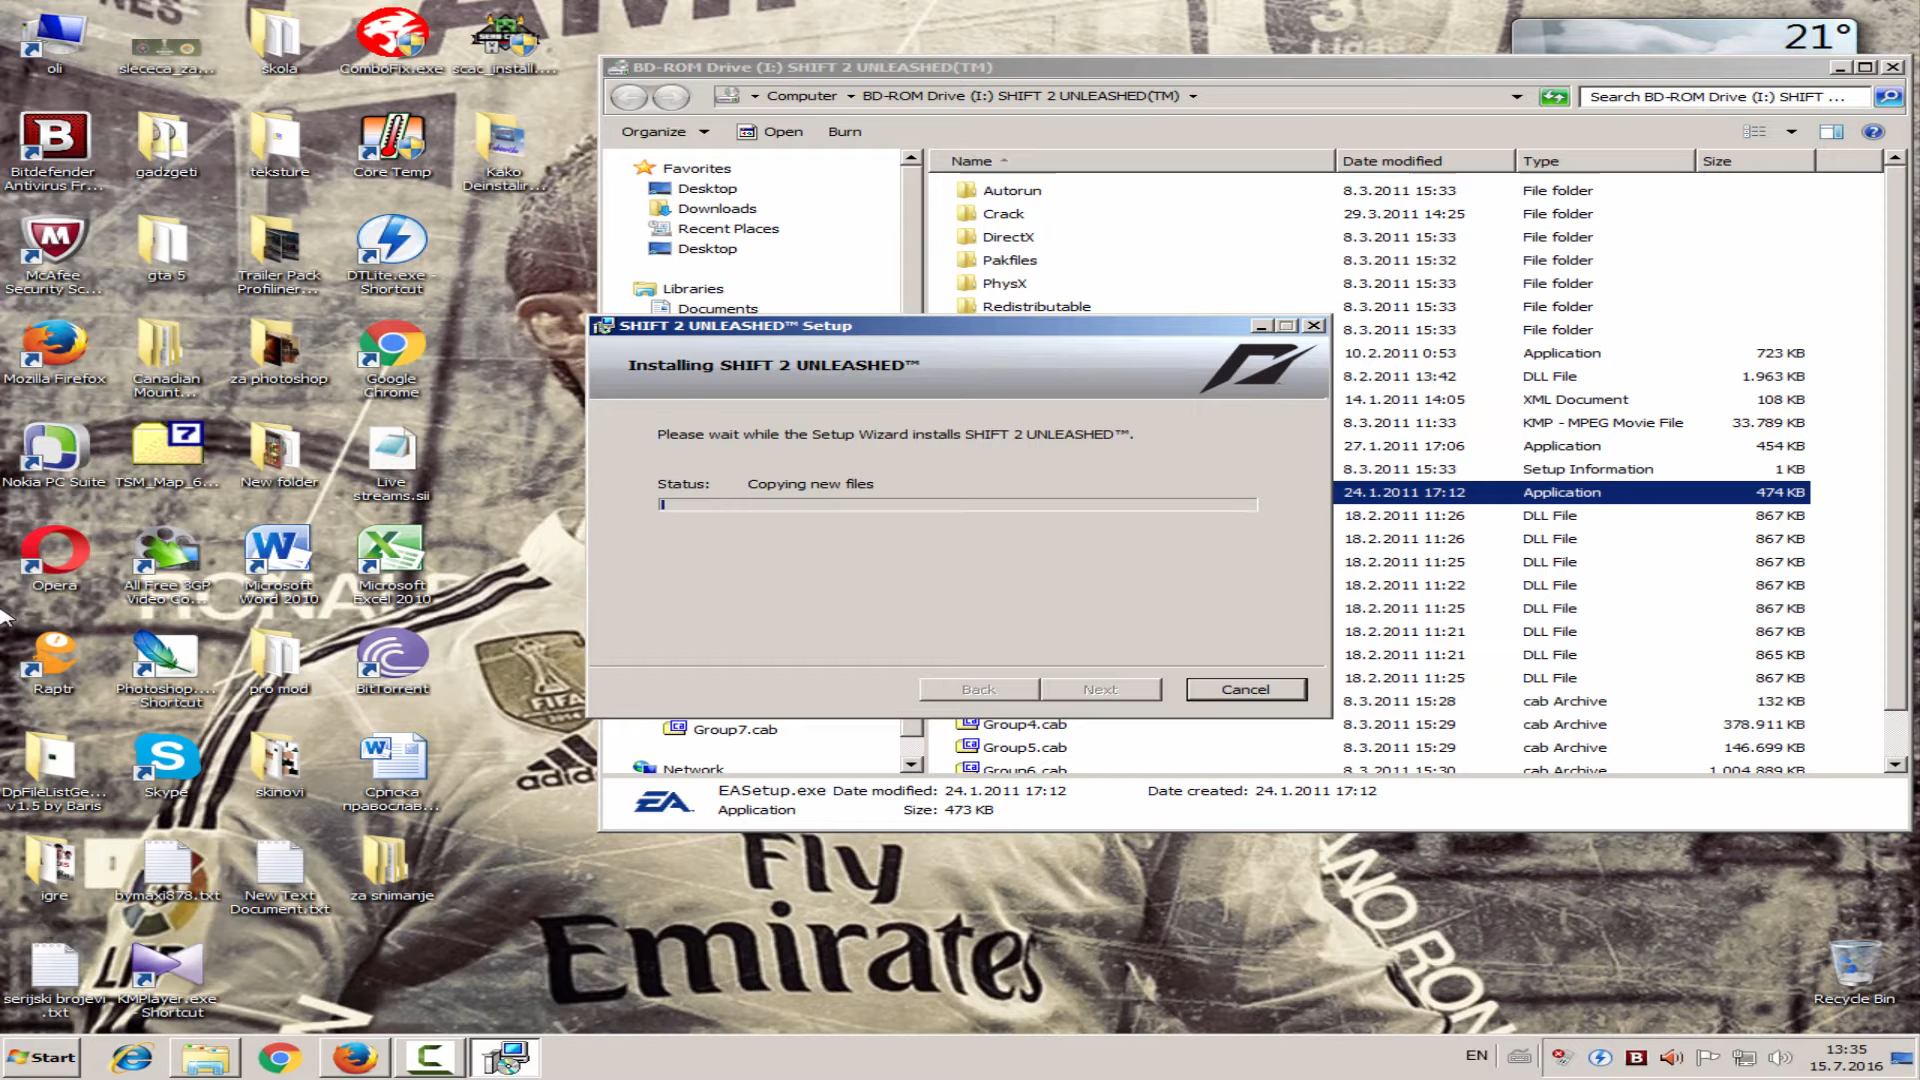 21°
oli
slececa_za...
skola
ComboFix.exe
scac_install....
Bitdefender
Antivirus Fr...
gadzgeti
teksture
Core Temp
Kako
Deinstalir...
McAfee
Security Sc...
gta 5
Trailer Pack
Profiliner...
DTLite.exe -
Shortcut
Mozilla Firefox
Canadian
Mount...
za photoshop
Google
Chrome
Nokia PC Suite
TSM_Map_6...
New folder
Live
streams.sii
Opera
All Free 3GP
Video Co...
Microsoft
Word 2010
Microsoft
Excel 2010
Raptr
Photoshop....
- Shortcut
pro mod
BitTorrent
DpFileListGe...
v1.5 by Baris
Skype
skinovi
Српска
православ...
igre
bymaxi878.txt
New Text
Document.txt
za snimanje
serijski brojevi
.txt
KMPlayer.exe
- Shortcut
Recycle Bin
BD-ROM Drive (I:) SHIFT 2 UNLEASHED(TM)
Computer
BD-ROM Drive (I:) SHIFT 2 UNLEASHED(TM)
Search BD-ROM Drive (I:) SHIFT ...
Organize
Open
Burn
Favorites
Desktop
Downloads
Recent Places
Desktop
Libraries
Documents
Group7.cab
Network
Name Date modified Type Size
Autorun 8.3.2011 15:33 File folder
Crack 29.3.2011 14:25 File folder
DirectX 8.3.2011 15:33 File folder
Pakfiles 8.3.2011 15:32 File folder
PhysX 8.3.2011 15:33 File folder
Redistributable 8.3.2011 15:33 File folder
8.3.2011 15:33 File folder
10.2.2011 0:53 Application 723 KB
8.2.2011 13:42 DLL File 1.963 KB
14.1.2011 14:05 XML Document 108 KB
8.3.2011 11:33 KMP - MPEG Movie File 33.789 KB
27.1.2011 17:06 Application 454 KB
8.3.2011 15:33 Setup Information 1 KB
24.1.2011 17:12 Application 474 KB
18.2.2011 11:26 DLL File 867 KB
18.2.2011 11:26 DLL File 867 KB
18.2.2011 11:25 DLL File 867 KB
18.2.2011 11:22 DLL File 867 KB
18.2.2011 11:25 DLL File 867 KB
18.2.2011 11:21 DLL File 867 KB
18.2.2011 11:21 DLL File 865 KB
18.2.2011 11:25 DLL File 867 KB
8.3.2011 15:28 cab Archive 132 KB
Group4.cab 8.3.2011 15:29 cab Archive 378.911 KB
Group5.cab 8.3.2011 15:29 cab Archive 146.699 KB
Group6.cab 8.3.2011 15:30 cab Archive 1.004.889 KB
SHIFT 2 UNLEASHED™ Setup
Installing SHIFT 2 UNLEASHED™
Please wait while the Setup Wizard installs SHIFT 2 UNLEASHED™.
Status: Copying new files
Back
Next
Cancel
EA
EASetup.exe Date modified: 24.1.2011 17:12 Date created: 24.1.2011 17:12
Application Size: 473 KB
FIFA
adidas
Fly
Emirates
Start
EN
13:35
15.7.2016